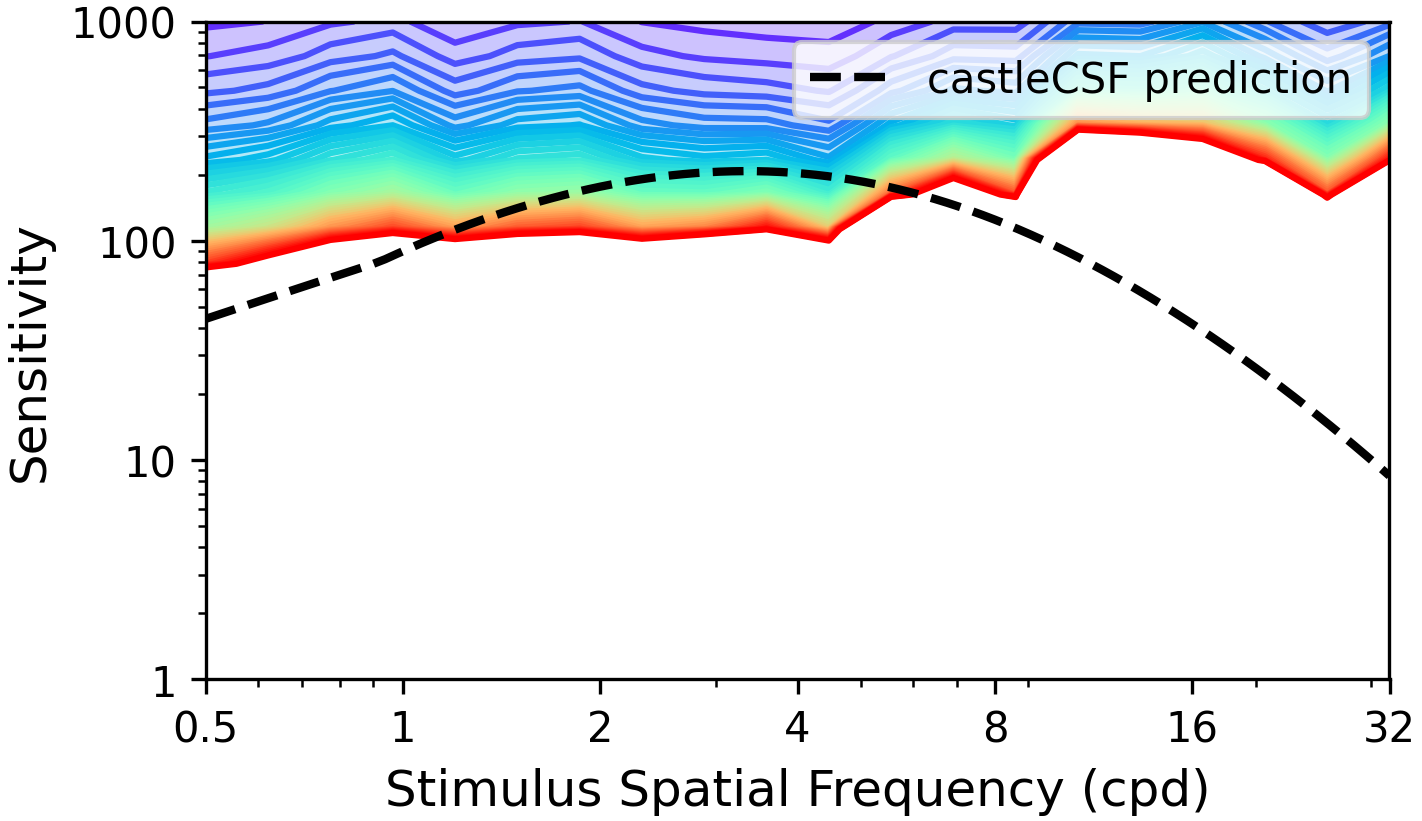 1000
100
10
1
Sensitivity
castleCSF prediction
0.5 1 2 4 8 16 32
Stimulus Spatial Frequency (cpd)